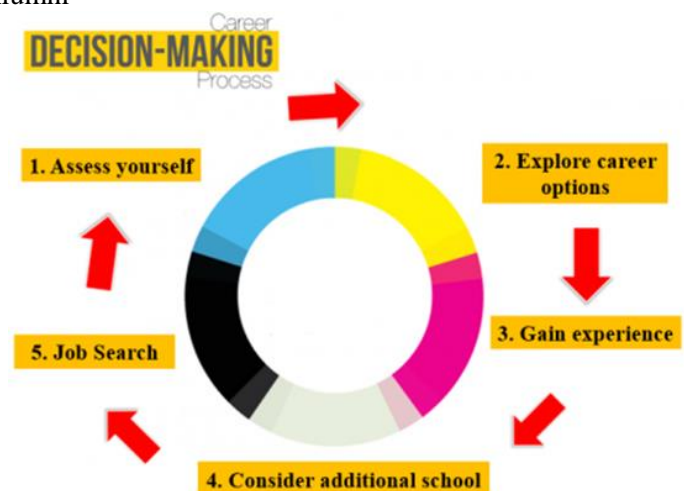 Career
DECISION-MAKING
Process
1. Assess yourself
2. Explore career
options
3. Gain experience
4. Consider additional school
5. Job Search